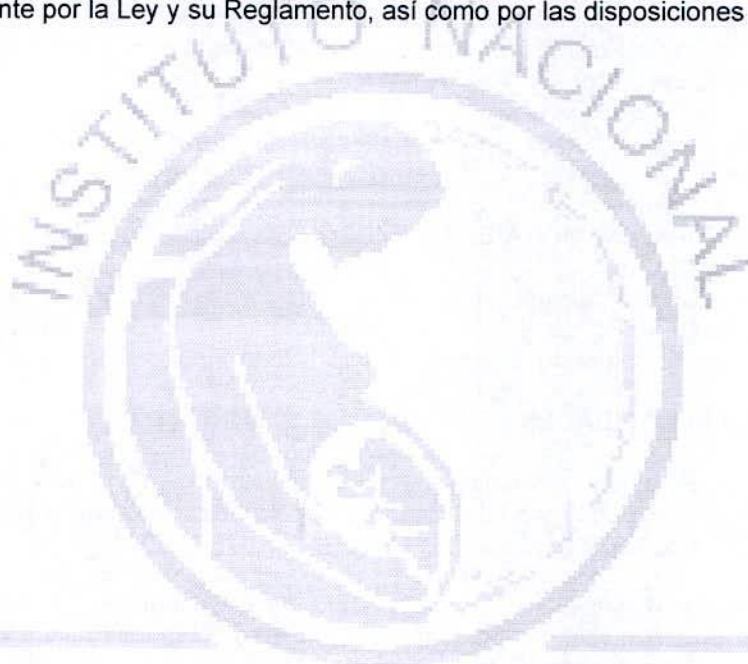 nte por la Ley y su Reglamento, así como por las disposiciones
INSTITUTO NACIONAL